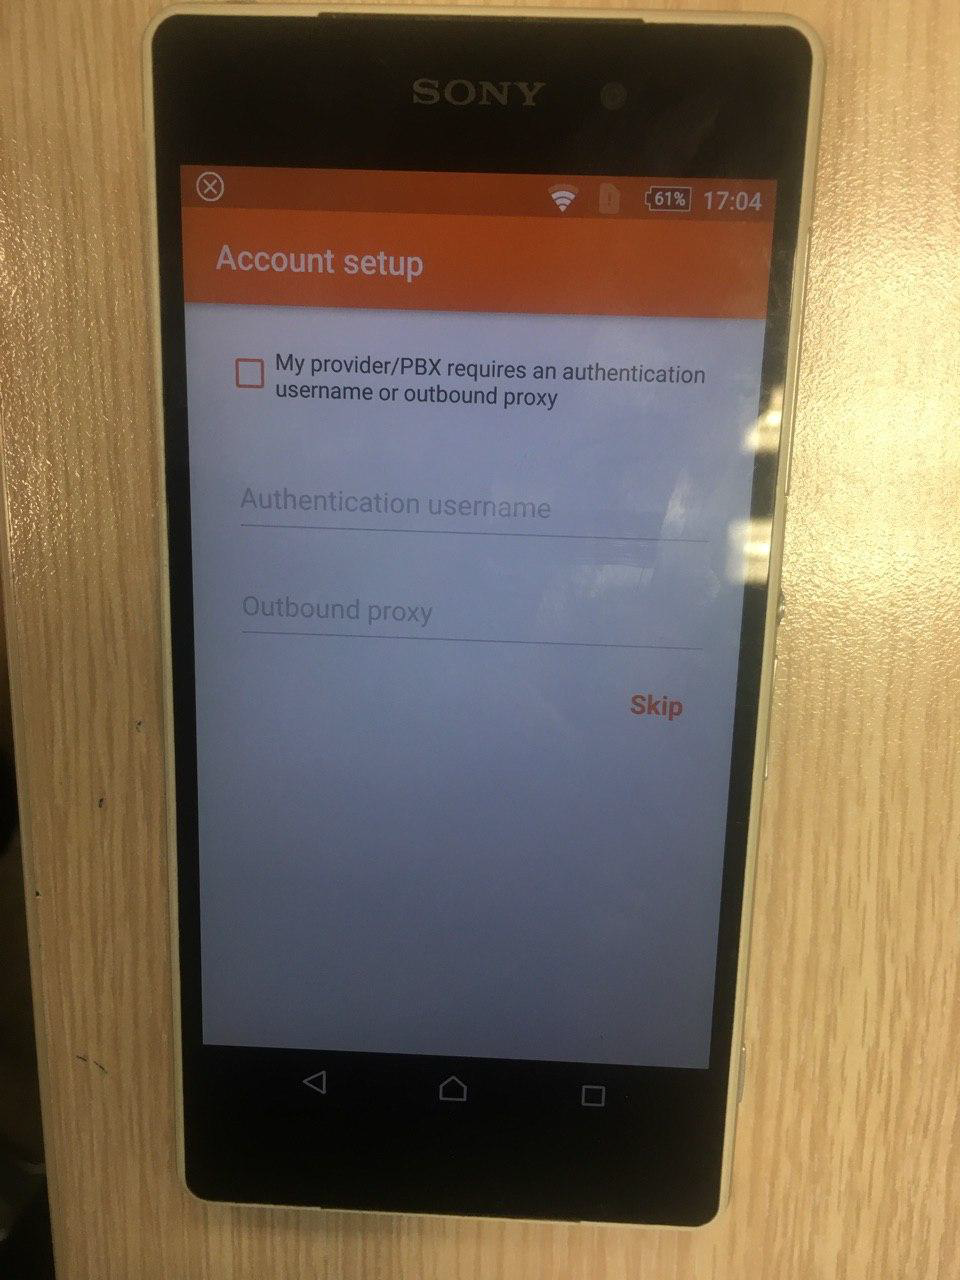 SONY
61% 17:04
Account setup
My provider/PBX requires an authentication
username or outbound proxy
Authentication username
Outbound proxy
Skip